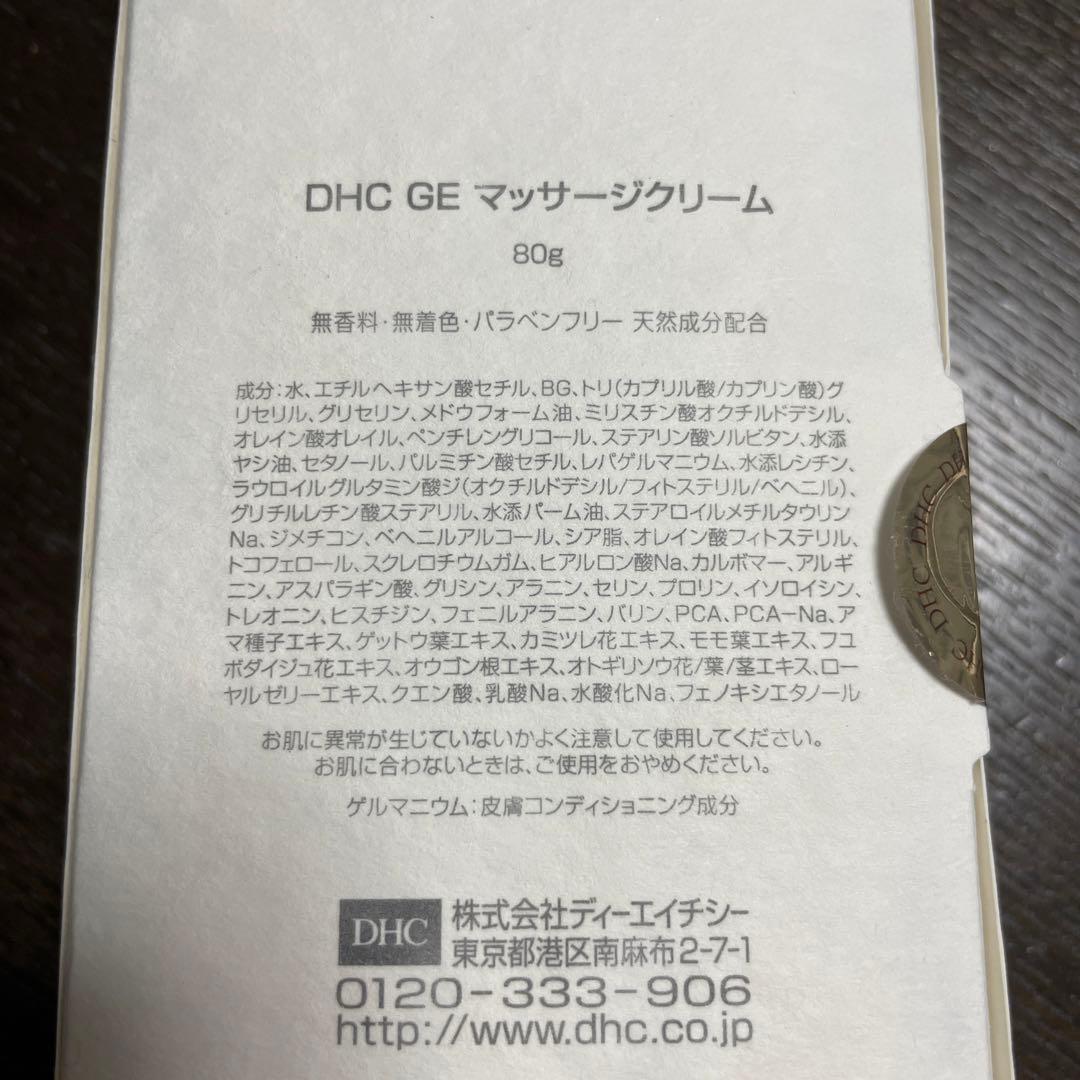 DHC GE マッサージクリーム
80g
無香料・無着色・パラベンフリー 天然成分配合
成分:水、エチルヘキサン酸セチル、BG、トリ(カプリル酸/カプリン酸)グ
リセリル、グリセリン、メドウフォーム油、ミリスチン酸オクチルドデシル、
オレイン酸オレイル、ペンチレングリコール、ステアリン酸ソルビタン、水添
ヤシ油、セタノール、パルミチン酸セチル、レパゲルマニウム、水添レシチン、
ラウロイルグルタミン酸ジ(オクチルドデシル/フィトステリル/ベヘニル)、
グリチルレチン酸ステアリル、水添パーム油、ステアロイルメチルタウリン
Na、ジメチコン、ベヘニルアルコール、シア脂、オレイン酸フィトステリル、
トコフェロール、スクレロチウムガム、ヒアルロン酸Na、カルボマー、アルギ
ニン、アスパラギン酸、グリシン、アラニン、セリン、プロリン、イソロイシン、
トレオニン、ヒスチジン、フェニルアラニン、バリン、PCA、PCA-Na、ア
マ種子エキス、ゲットウ葉エキス、カミツレ花エキス、モモ葉エキス、フユ
ボダイジュ花エキス、オウゴン根エキス、オトギリソウ花/葉/茎エキス、ロー
ヤルゼリーエキス、クエン酸、乳酸Na、水酸化Na、フェノキシエタノール
お肌に異常が生じていないかよく注意して使用してください。
お肌に合わないときは、ご使用をおやめください。
ゲルマニウム:皮膚コンディショニング成分
DHC 株式会社ディーエイチシー
東京都港区南麻布2-7-1
0120-333-906
http://www.dhc.co.jp
DHC DHC